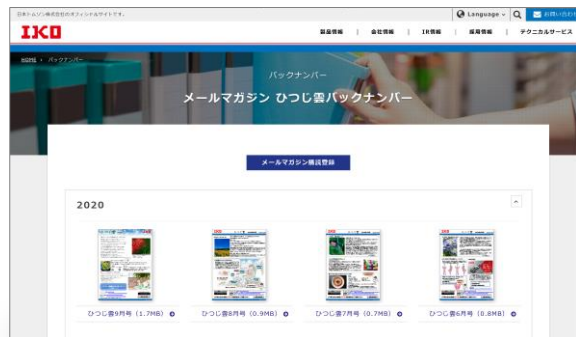 日本トムソン株式会社のオフィシャルサイトです。
Language
お問い合わせ
IKO
製品情報 | 会社情報 | IR情報 | 採用情報 | テクニカルサービス
HOME > バックナンバー
バックナンバー
メールマガジン ひつじ雲バックナンバー
メールマガジン購読登録
2020
ひつじ雲9月号 (1.7MB)
ひつじ雲8月号 (0.9MB)
ひつじ雲7月号 (0.7MB)
ひつじ雲6月号 (0.8MB)